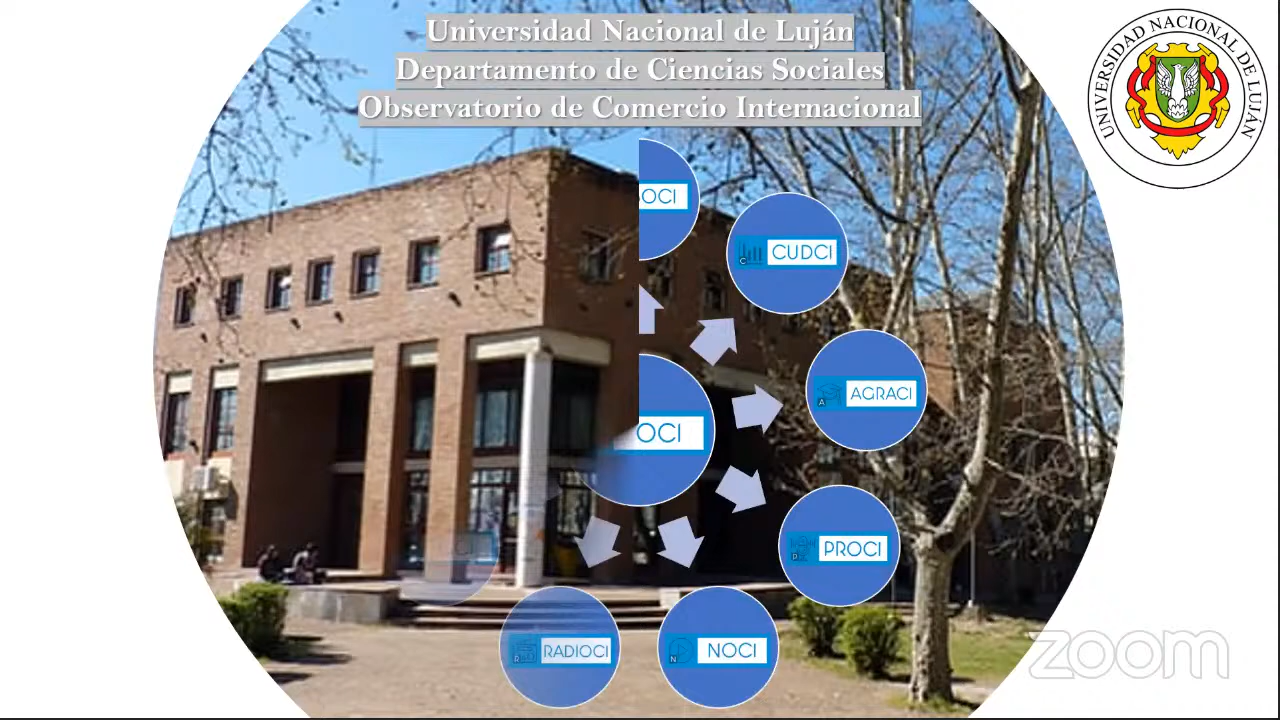 Universidad Nacional de Luján
Departamento de Ciencias Sociales
Observatorio de Comercio Internacional
UNIVERSIDAD NACIONAL DE LUJÁN
OCI
C CUDCI
A AGRACI
OCI
P PROCI
CI
R RADIOCI
N NOCI
zoom